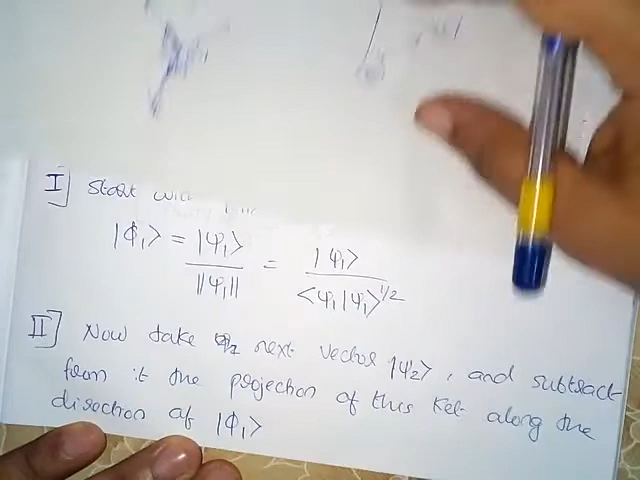 I] Start with
|ϕ₁> = |ψ₁> / ||ψ₁|| = |ψ₁> / <ψ₁|ψ₁>^1/2
II] Now take next vector |ψ₂>, and subtract
from it the projection of this ket along the
direction of |ϕ₁>